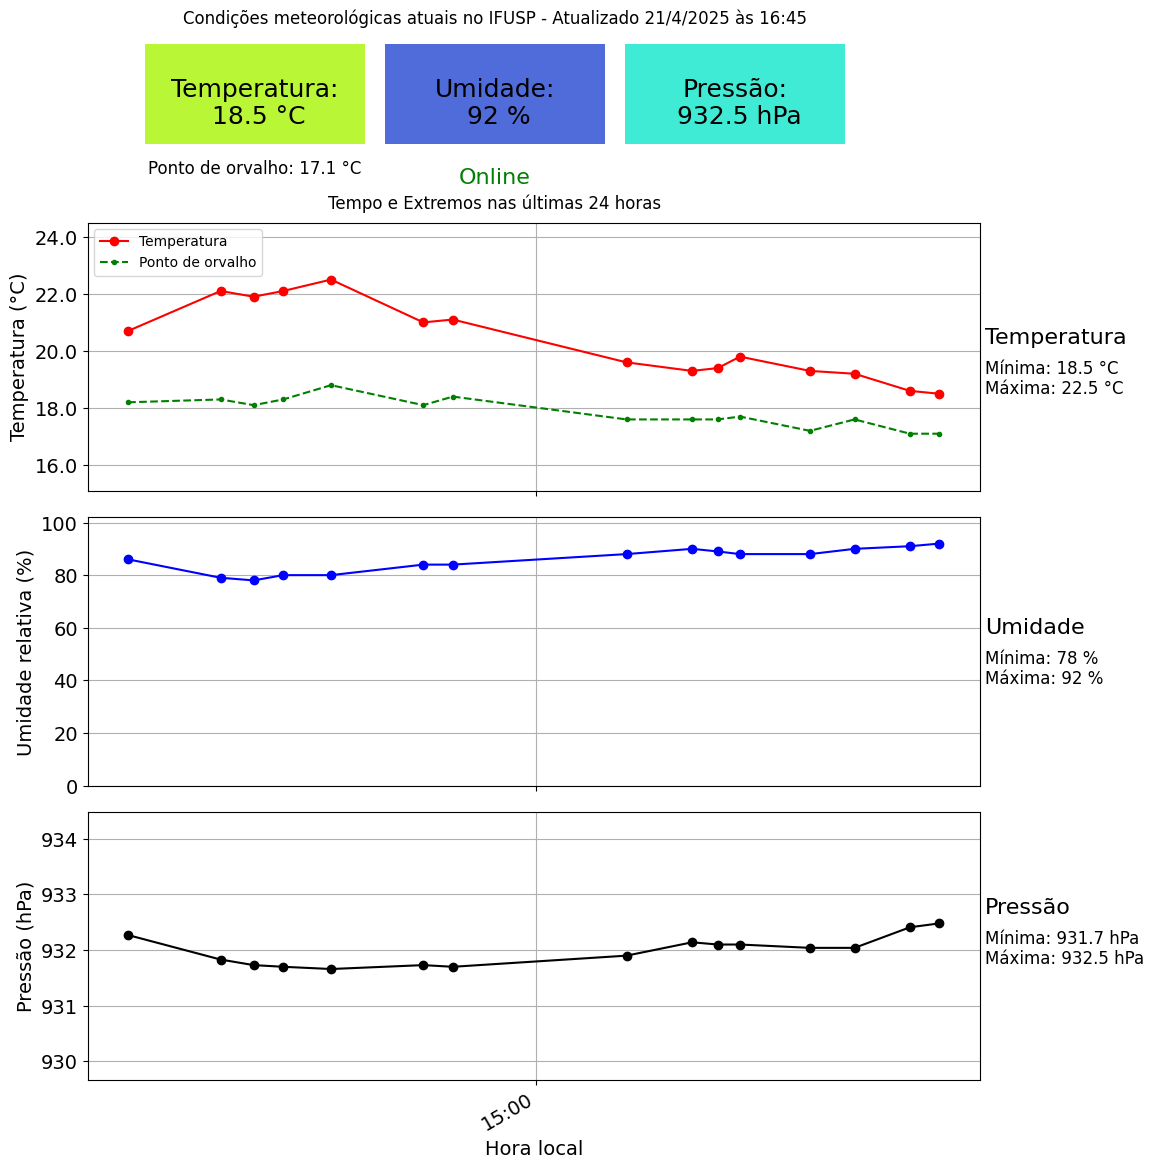 Condições meteorológicas atuais no IFUSP - Atualizado 21/4/2025 às 16:45
Temperatura:
18.5 °C
Umidade:
92 %
Pressão:
932.5 hPa
Ponto de orvalho: 17.1 °C
Online
Tempo e Extremos nas últimas 24 horas
Temperatura (°C)
24.0
22.0
20.0
18.0
16.0
Temperatura
Ponto de orvalho
Temperatura
Mínima: 18.5 °C
Máxima: 22.5 °C
Umidade relativa (%)
100
80
60
40
20
0
Umidade
Mínima: 78 %
Máxima: 92 %
Pressão (hPa)
934
933
932
931
930
Pressão
Mínima: 931.7 hPa
Máxima: 932.5 hPa
15:00
Hora local